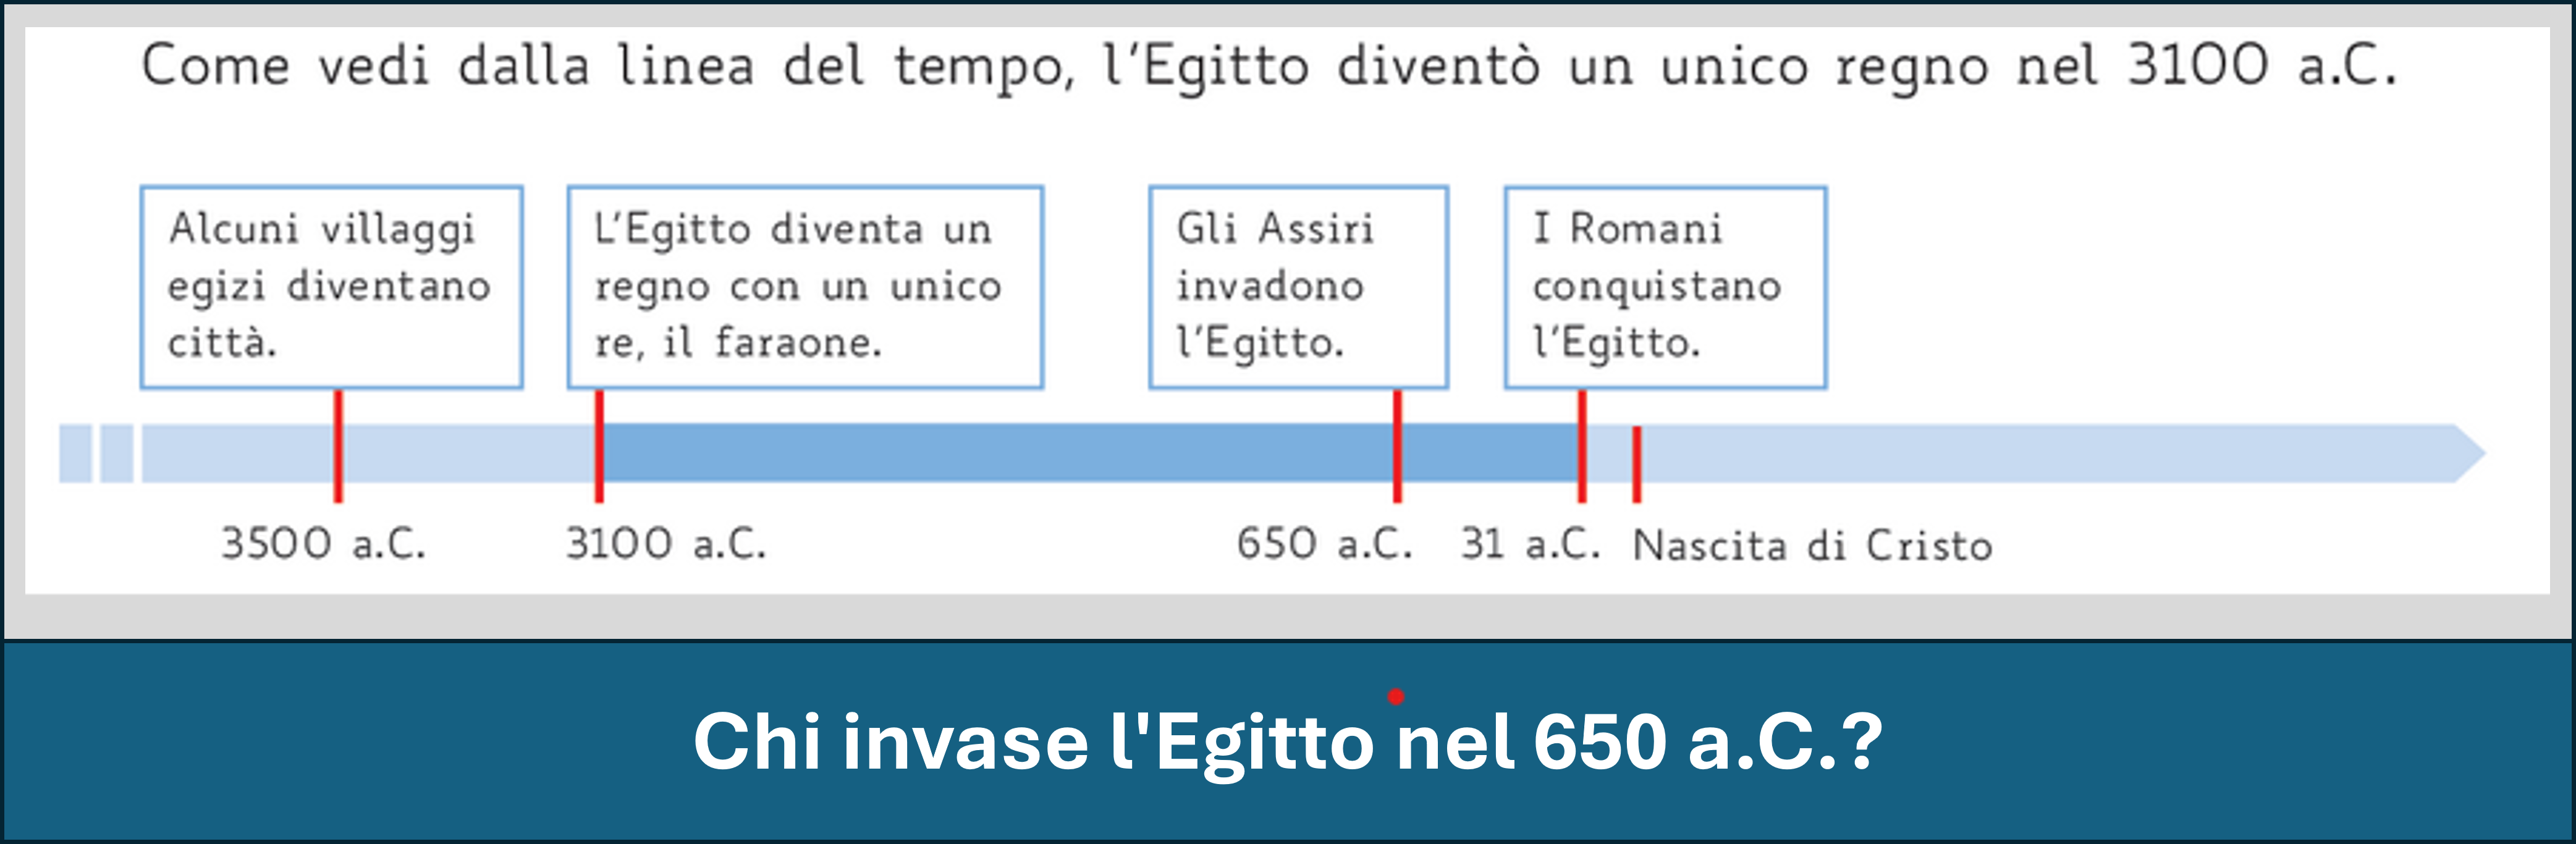 Come vedi dalla linea del tempo, l'Egitto diventò un unico regno nel 3100 a.C.
Alcuni villaggi
egizi diventano
città.
L'Egitto diventa un
regno con un unico
re, il faraone.
Gli Assiri
invadono
l'Egitto.
I Romani
conquistano
l'Egitto.
3500 a.C.
3100 a.C.
650 a.C.
31 a.C.
Nascita di Cristo
Chi invase l'Egitto nel 650 a.C.?